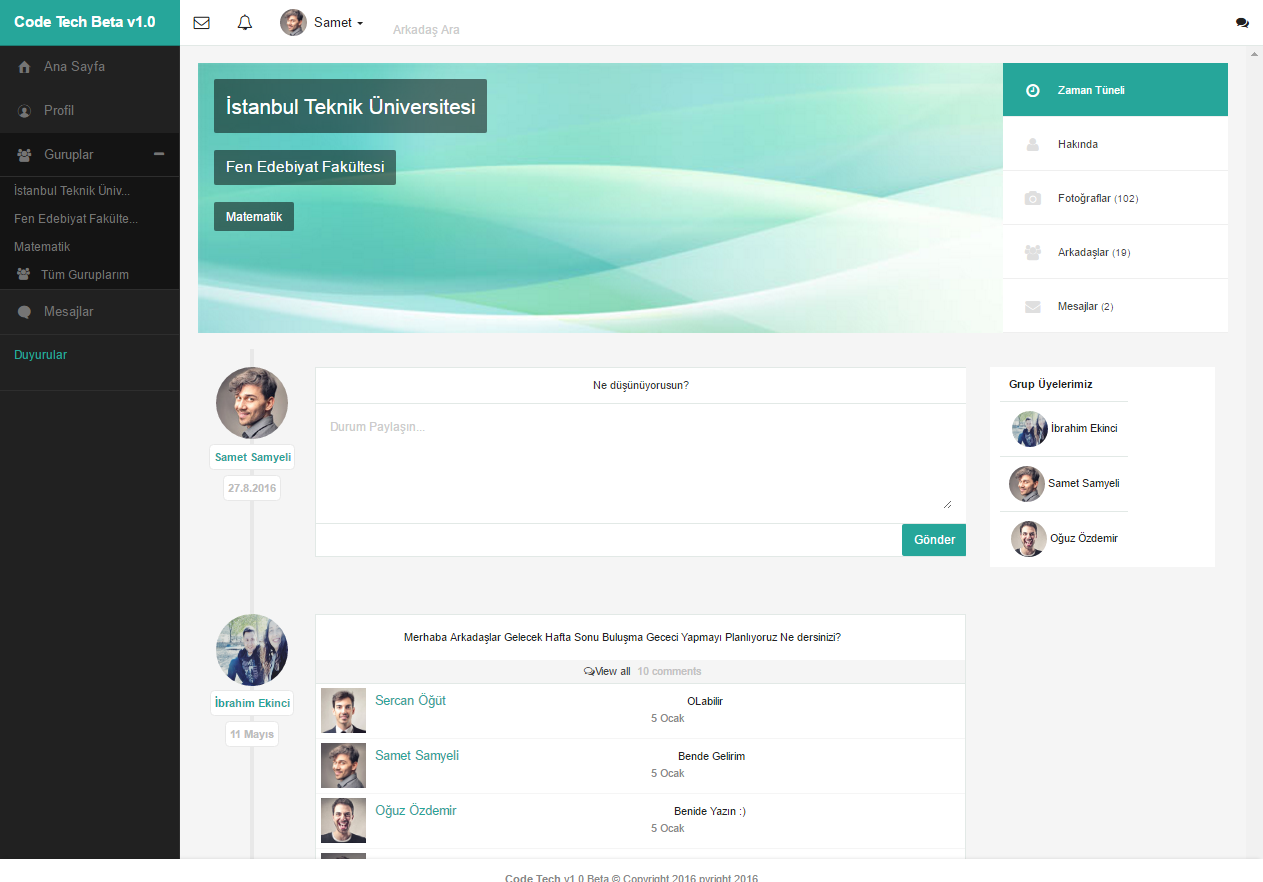 Code Tech Beta v1.0
Samet
Arkadaş Ara
Ana Sayfa
Profil
Guruplar
İstanbul Teknik Üniv...
Fen Edebiyat Fakülte...
Matematik
Tüm Guruplarım
Mesajlar
Duyurular
İstanbul Teknik Üniversitesi
Fen Edebiyat Fakültesi
Matematik
Zaman Tüneli
Hakında
Fotoğraflar (102)
Arkadaşlar (19)
Mesajlar (2)
Samet Samyeli
27.8.2016
Ne düşünüyorusun?
Durum Paylaşın...
Gönder
Grup Üyelerimiz
İbrahim Ekinci
Samet Samyeli
Oğuz Özdemir
İbrahim Ekinci
11 Mayıs
Merhaba Arkadaşlar Gelecek Hafta Sonu Buluşma Gececi Yapmayı Planlıyoruz Ne dersinizi?
View all 10 comments
Sercan Öğüt
OLabilir
5 Ocak
Samet Samyeli
Bende Gelirim
5 Ocak
Oğuz Özdemir
Benide Yazın :)
5 Ocak
Code Tech v1.0 Beta © Copyright 2016 pyright 2016